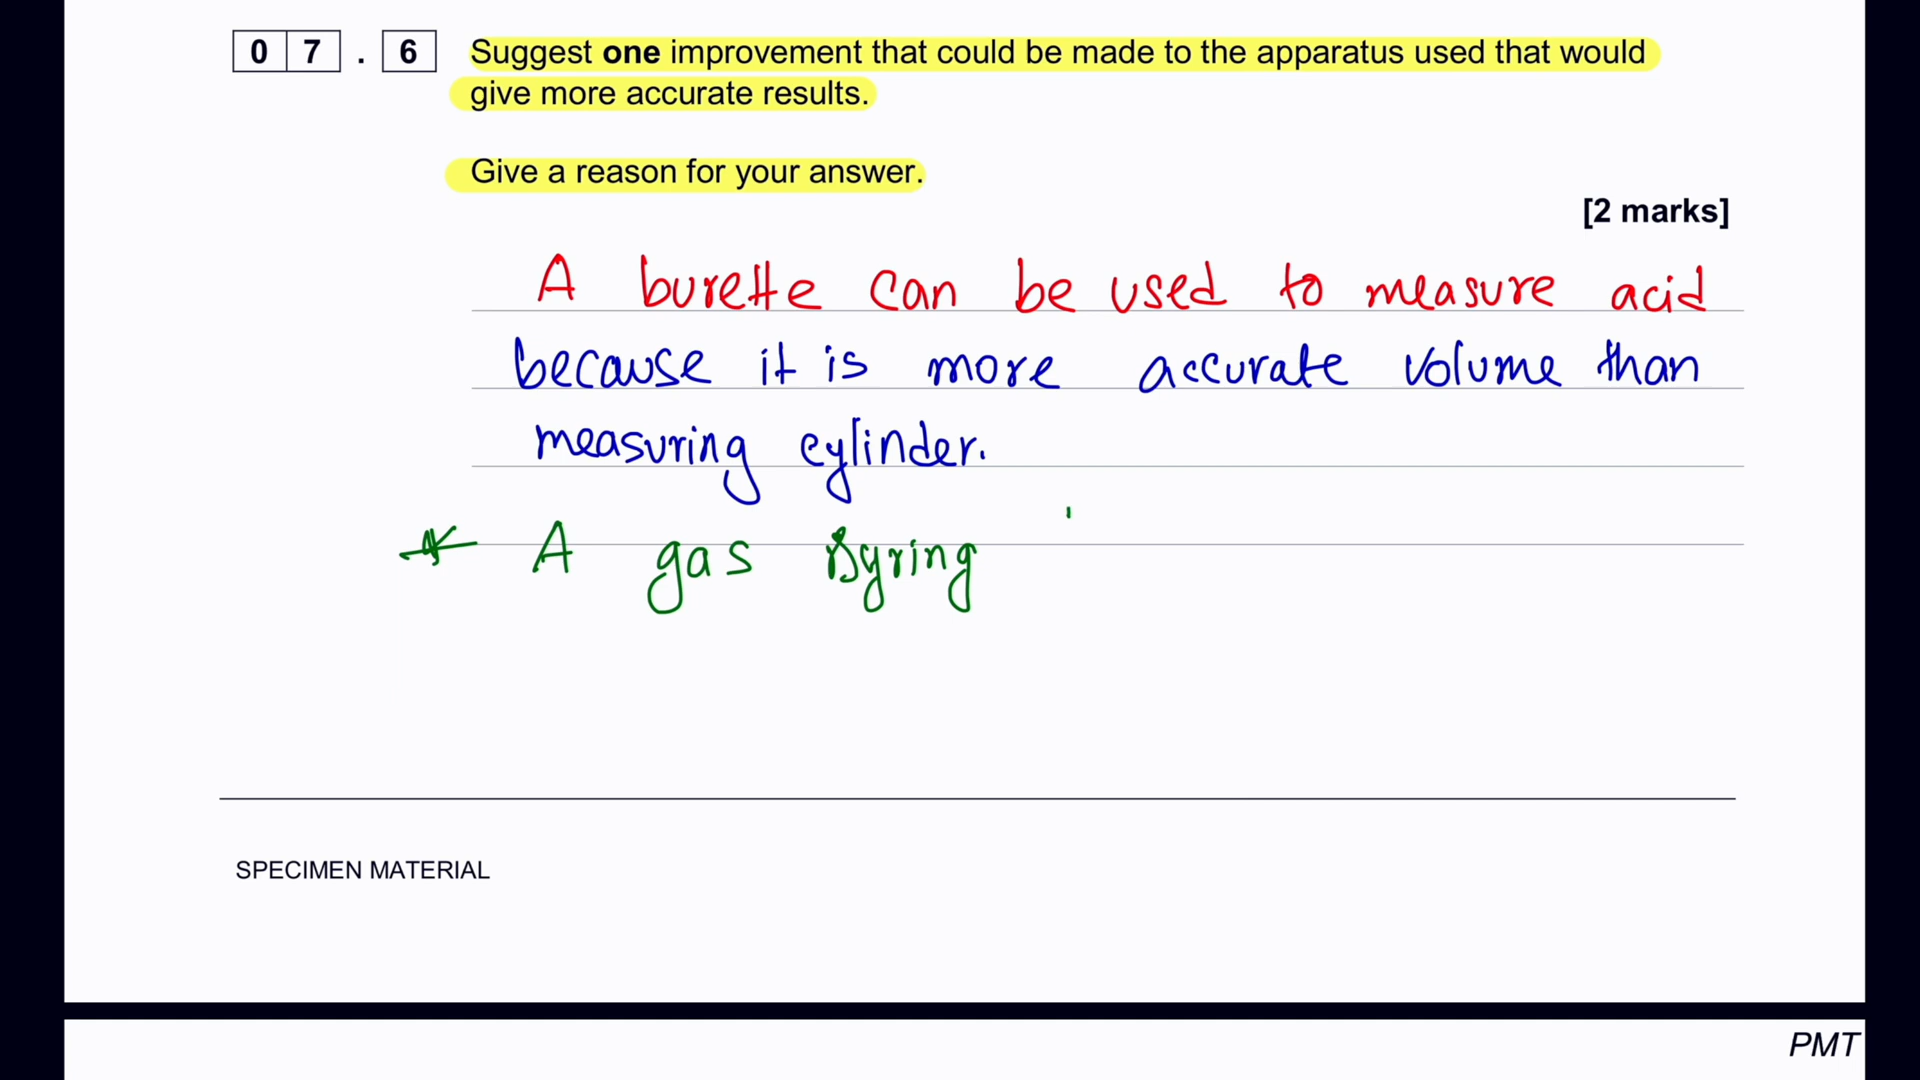 07.6 Suggest one improvement that could be made to the apparatus used that would
give more accurate results.
Give a reason for your answer.
[2 marks]
A burette can be used to measure acid
because it is more accurate volume than
measuring cylinder.
* A gas syring
SPECIMEN MATERIAL
PMT